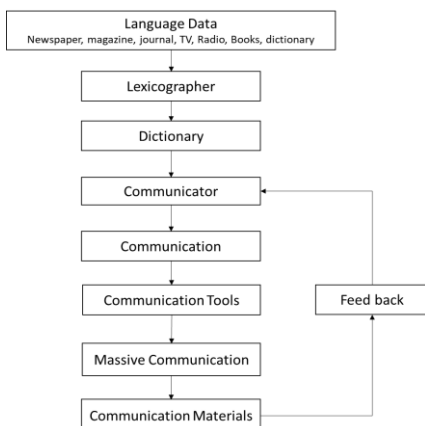 Language Data
Newspaper, magazine, journal, TV, Radio, Books, dictionary
Lexicographer
Dictionary
Communicator
Communication
Communication Tools
Feed back
Massive Communication
Communication Materials